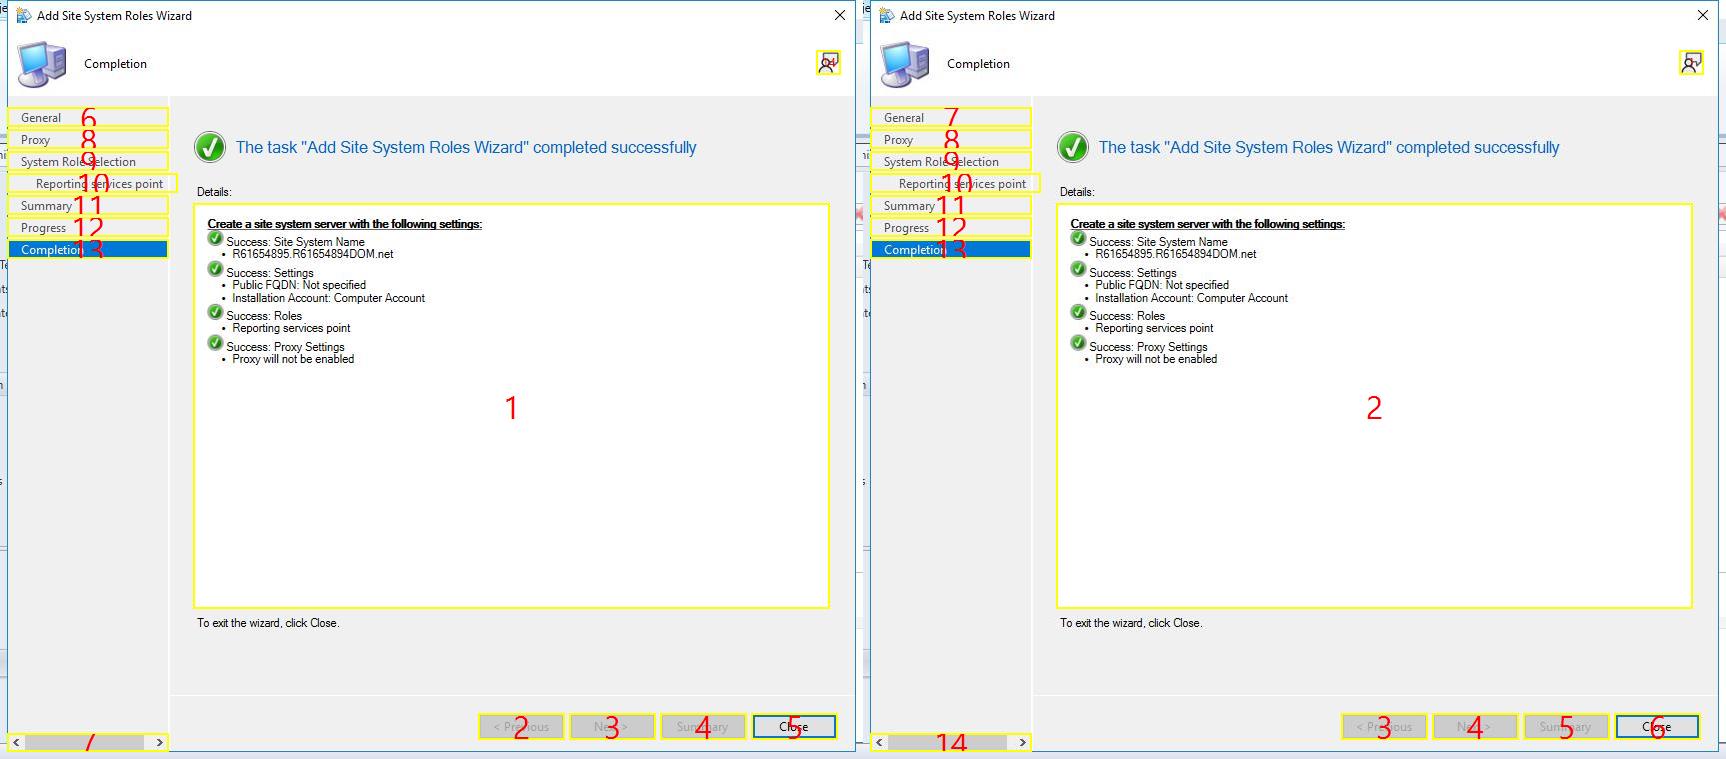 Add Site System Roles Wizard
Completion
14
General 6
Proxy 8
System Role Selection 9
Reporting services point 10
Summary 11
Progress 12
Completion 13
The task "Add Site System Roles Wizard" completed successfully
Details:
Create a site system server with the following settings:
Success: Site System Name
• R61654895.R61654894DOM.net
Success: Settings
• Public FQDN: Not specified
• Installation Account: Computer Account
Success: Roles
• Reporting services point
Success: Proxy Settings
• Proxy will not be enabled
1
To exit the wizard, click Close.
< Previous 2
Next > 3
Summary 4
Close 5
7
Add Site System Roles Wizard
Completion
General 7
Proxy 8
System Role Selection 9
Reporting services point 10
Summary 11
Progress 12
Completion 13
The task "Add Site System Roles Wizard" completed successfully
Details:
Create a site system server with the following settings:
Success: Site System Name
• R61654895.R61654894DOM.net
Success: Settings
• Public FQDN: Not specified
• Installation Account: Computer Account
Success: Roles
• Reporting services point
Success: Proxy Settings
• Proxy will not be enabled
2
To exit the wizard, click Close.
< Previous 3
Next > 4
Summary 5
Close 6
14